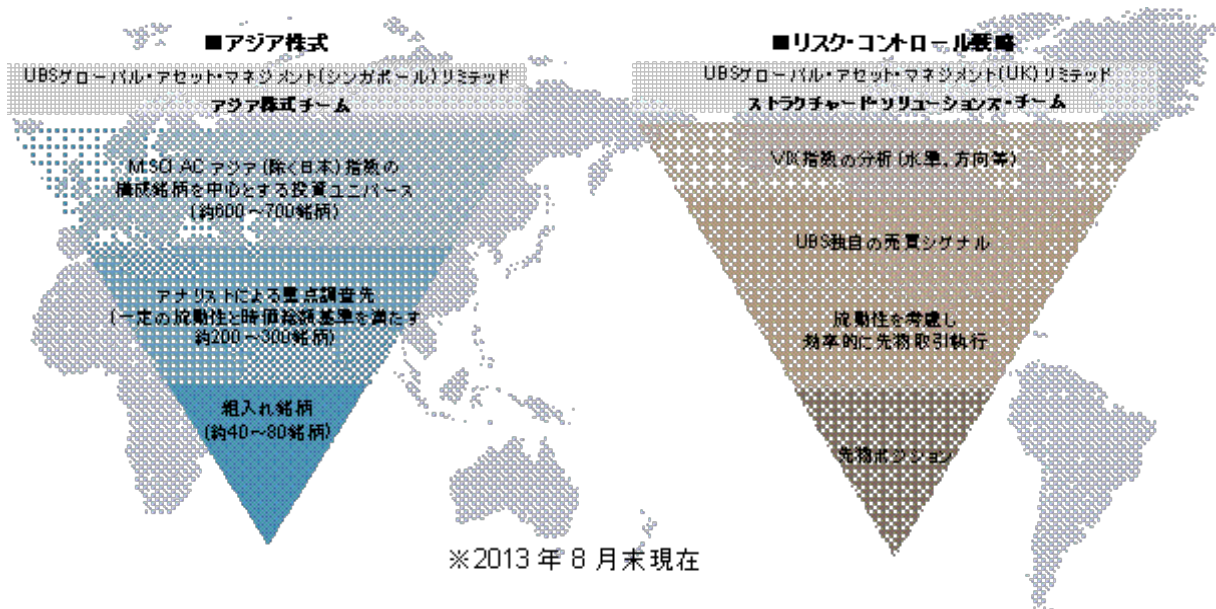 ■アジア株式
UBSグローバル・アセット・マネジメント(シンガポール)リミテッド
アジア株式チーム
MSCI AC アジア (除く日本) 指数の
構成銘柄を中心とする投資ユニバース
(約600～700銘柄)
アナリストによる重点調査先
(一定の流動性と時価総額基準を満たす
約200～300銘柄)
組入れ銘柄
(約40～80銘柄)
■リスク・コントロール戦略
UBSグローバル・アセット・マネジメント(UK)リミテッド
ストラクチャード・ソリューションズ・チーム
VIX指数の分析 (水準、方向等)
UBS独自の売買シグナル
流動性を考慮し
効率的に先物取引執行
先物ポジション
※2013 年 8 月末現在